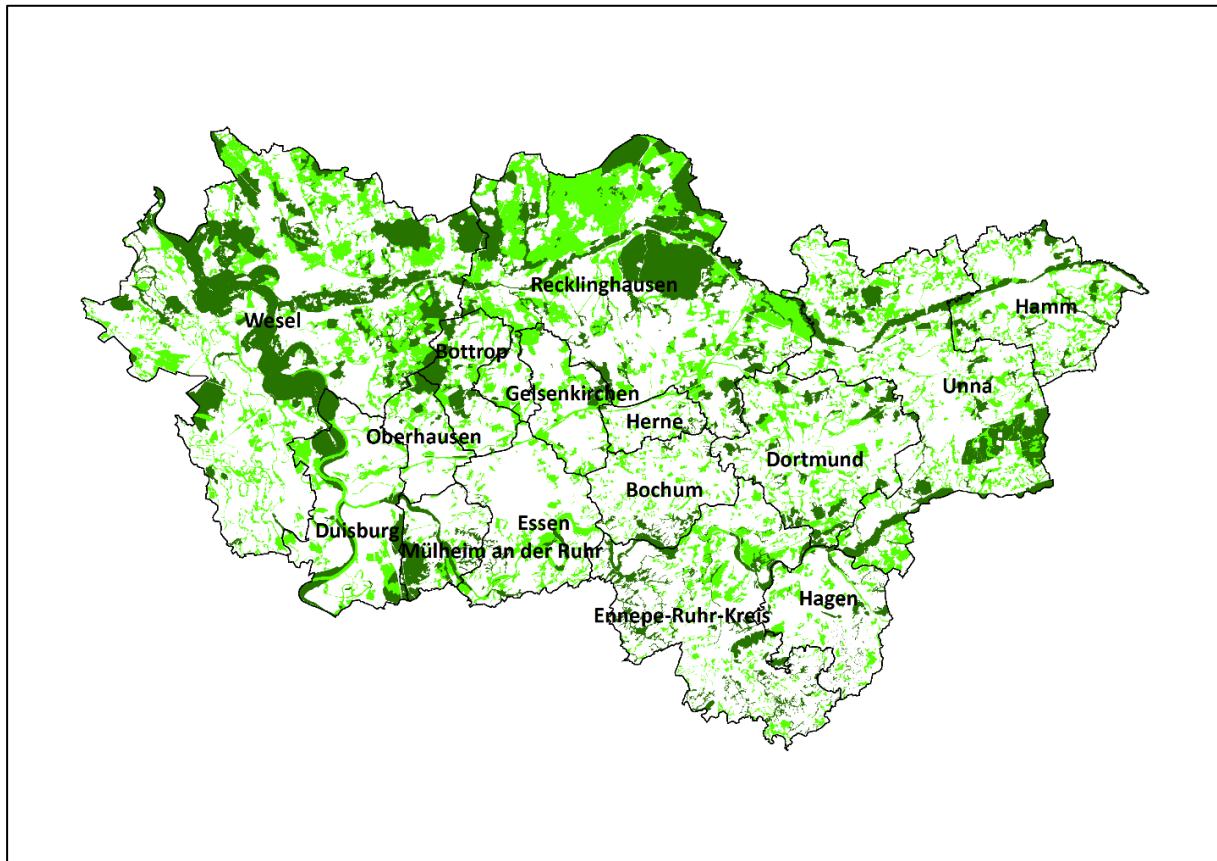 Recklinghausen
Hamm
Wesel
Bottrop
Unna
Gelsenkirchen
Herne
Oberhausen
Dortmund
Bochum
Essen
Duisburg
Mülheim an der Ruhr
Hagen
Ennepe-Ruhr-Kreis